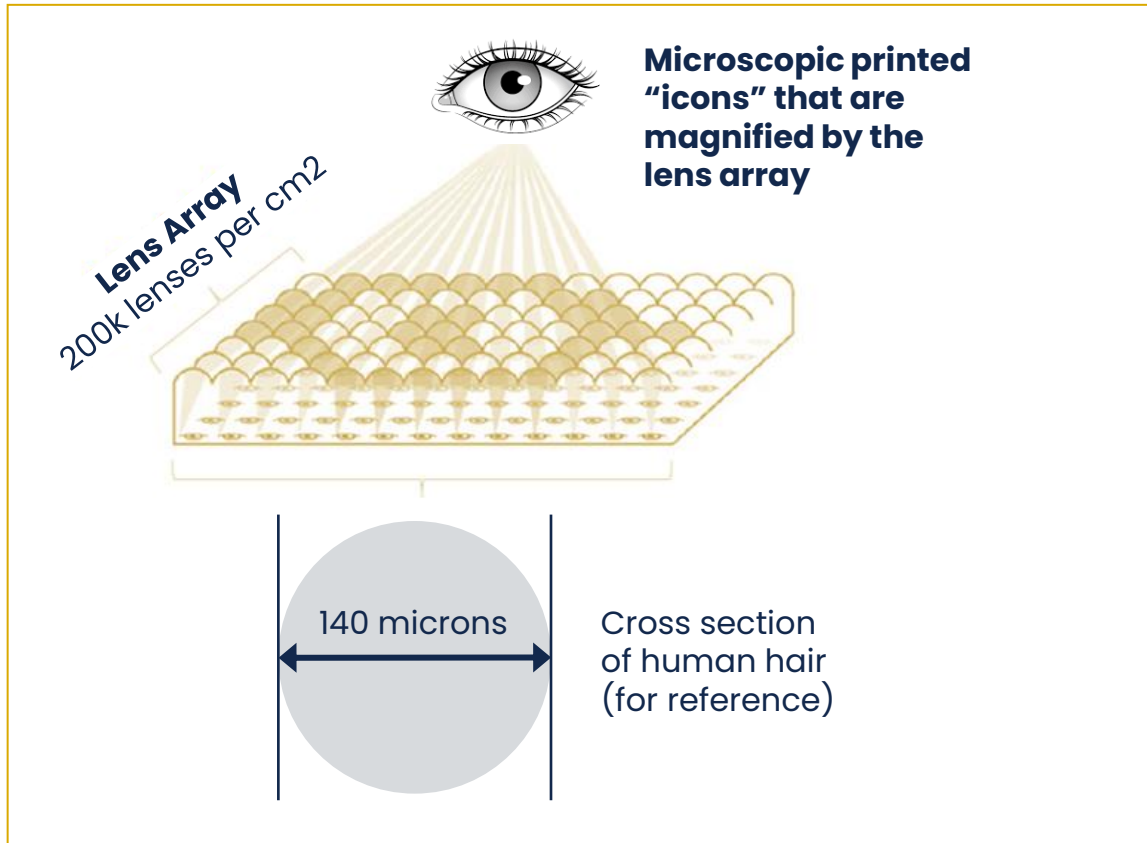 Microscopic printed
“icons” that are
magnified by the
lens array
Lens Array
200k lenses per cm2
140 microns
Cross section
of human hair
(for reference)